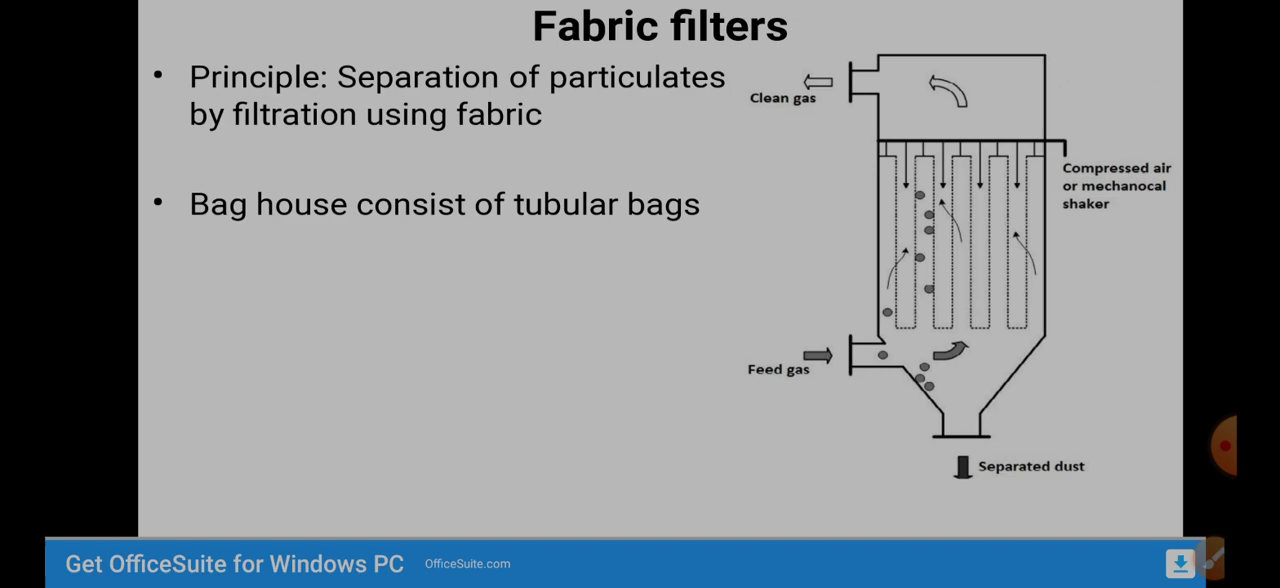 Fabric filters
• Principle: Separation of particulates
by filtration using fabric
• Bag house consist of tubular bags
Clean gas
Compressed air
or mechanocal
shaker
Feed gas
Separated dust
Get OfficeSuite for Windows PC OfficeSuite.com